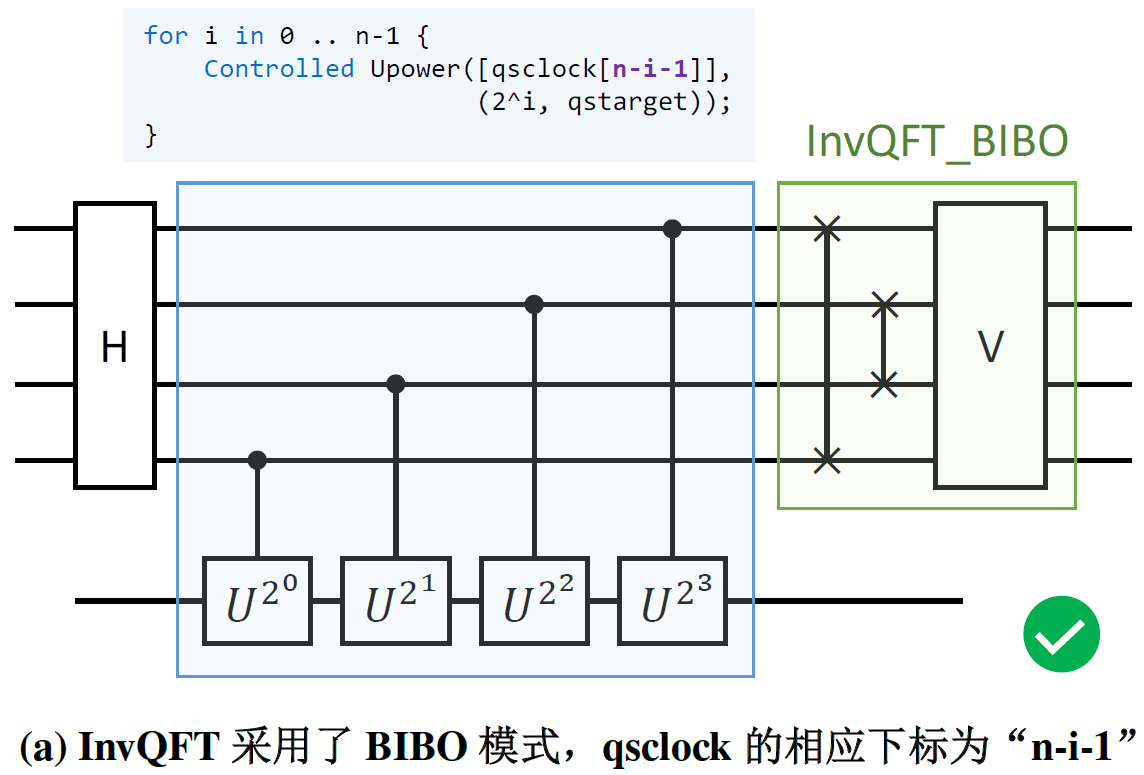 for i in 0 .. n-1 {
    Controlled Upower([qsclock[n-i-1]],
                      (2^i, qstarget));
}
InvQFT_BIBO
H
V
U^{2^0} U^{2^1} U^{2^2} U^{2^3}
(a) InvQFT 采用了 BIBO 模式，qsclock 的相应下标为“n-i-1”